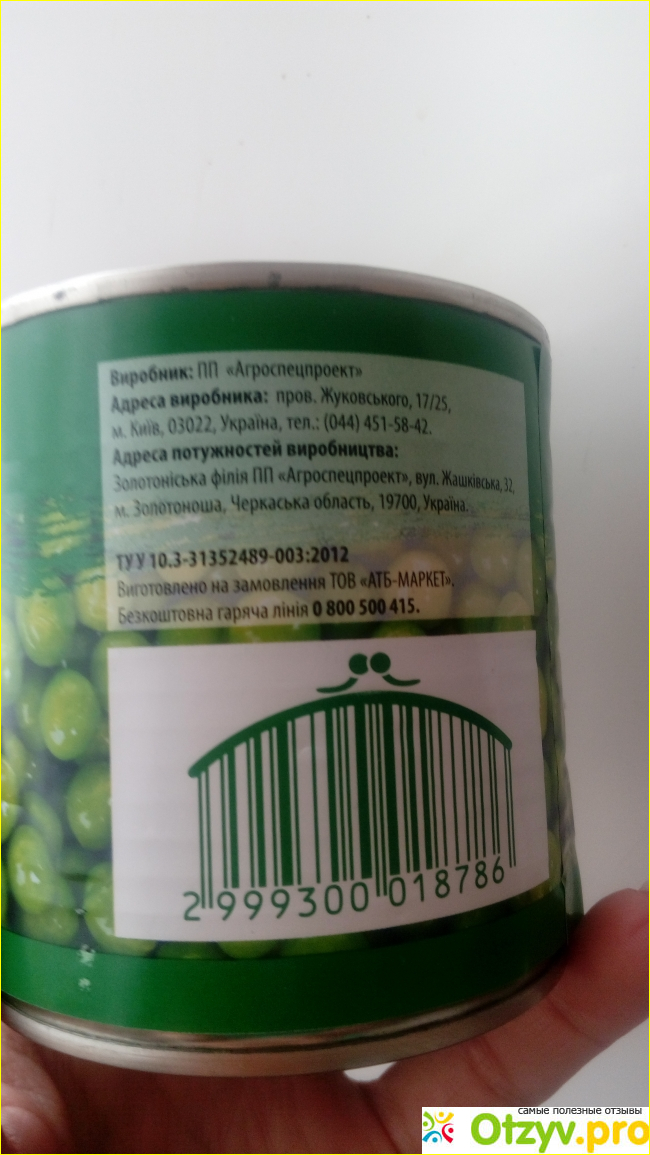 Виробник: ПП «Агроспецпроект»
Адреса виробника: пров. Жуковського, 17/25,
м. Київ, 03022, Україна, тел.: (044) 451-58-42.
Адреса потужностей виробництва:
Золотоніська філія ПП «Агроспецпроект», вул. Жашківська, 32,
м. Золотоноша, Черкаська область, 19700, Україна.
ТУ У 10.3-31352489-003:2012
Виготовлено на замовлення ТОВ «АТБ-МАРКЕТ».
Безкоштовна гаряча лінія 0 800 500 415.
2 999300 018786
самые полезные отзывы
Otzyv.pro